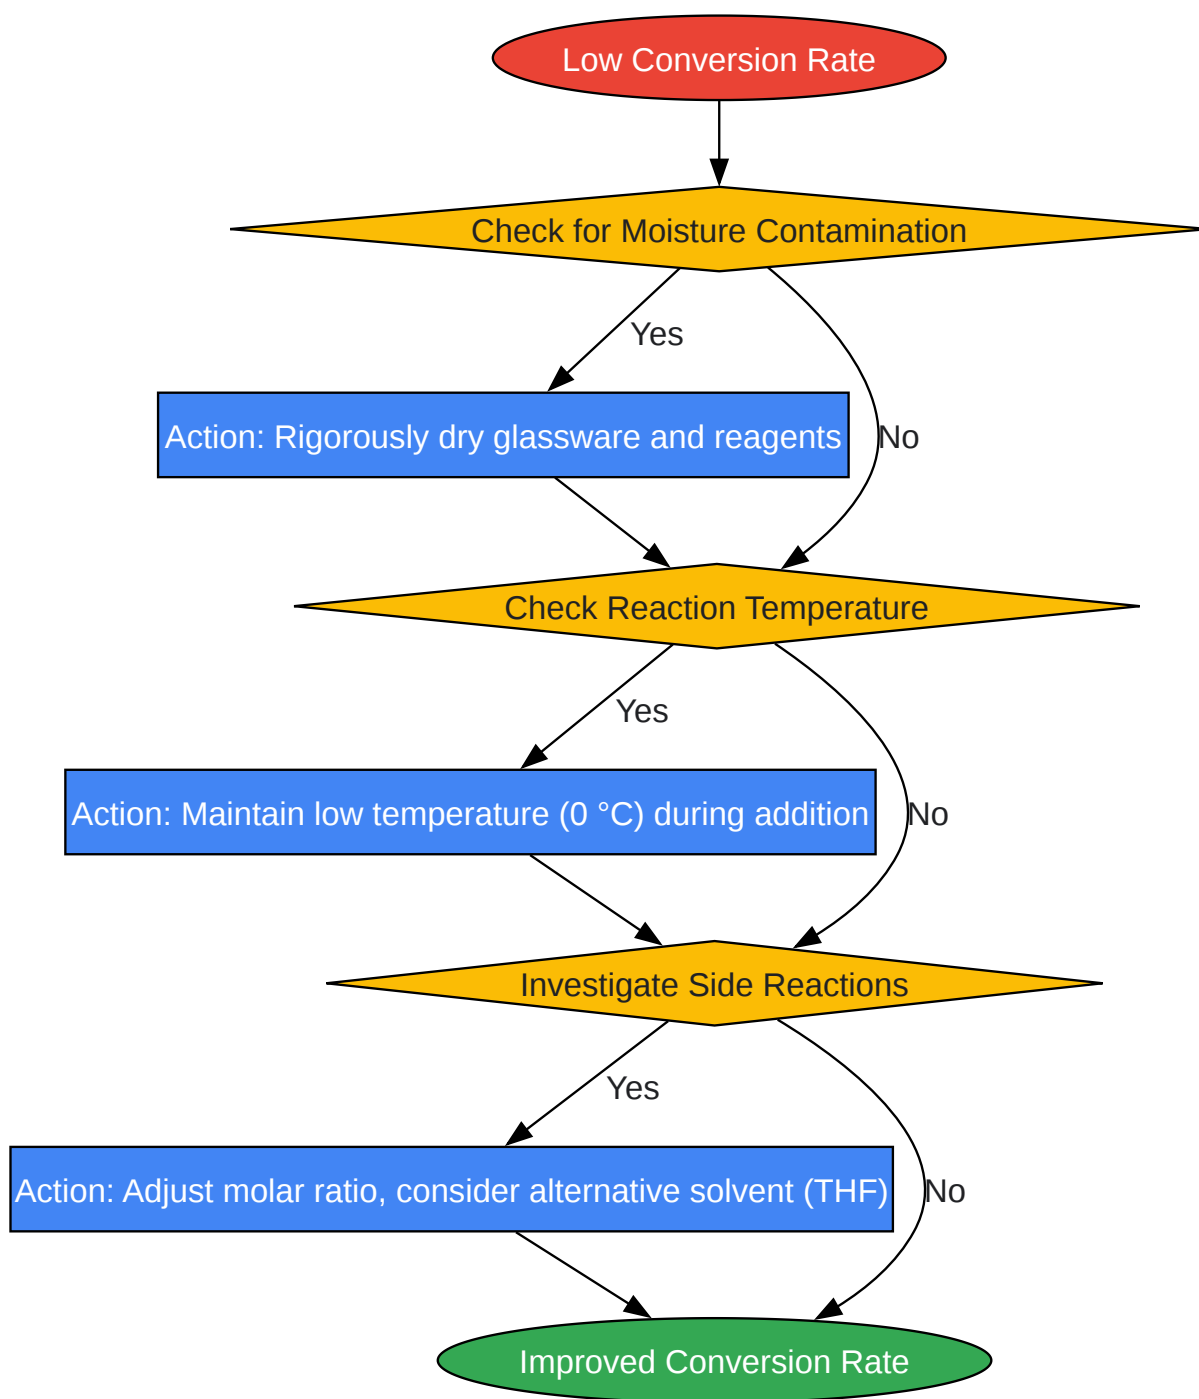 Low Conversion Rate
Check for Moisture Contamination
Yes
Action: Rigorously dry glassware and reagents
No
Check Reaction Temperature
Yes
Action: Maintain low temperature (0 °C) during addition
No
Investigate Side Reactions
Yes
Action: Adjust molar ratio, consider alternative solvent (THF)
No
Improved Conversion Rate